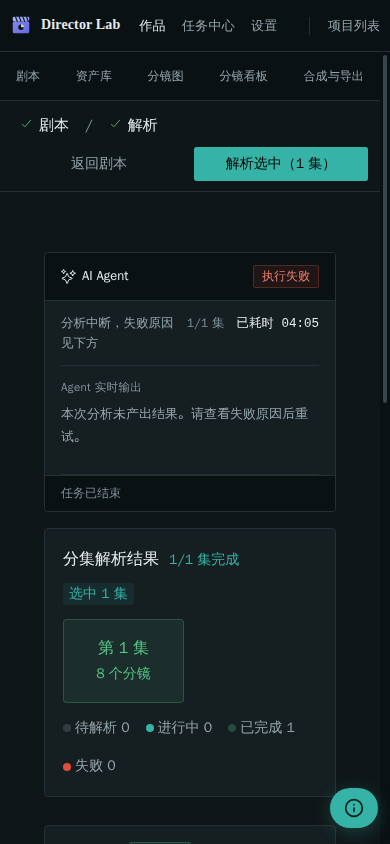 Director Lab 作品 任务中心 设置 项目列表
剧本 资产库 分镜图 分镜看板 合成与导出
剧本 / 解析
返回剧本 解析选中（1 集）
AI Agent 执行失败
分析中断，失败原因 1/1 集 已耗时 04:05
见下方
Agent 实时输出
本次分析未产出结果。请查看失败原因后重
试。
任务已结束
分集解析结果 1/1 集完成
选中 1 集
第 1 集
8 个分镜
待解析 0 进行中 0 已完成 1
失败 0